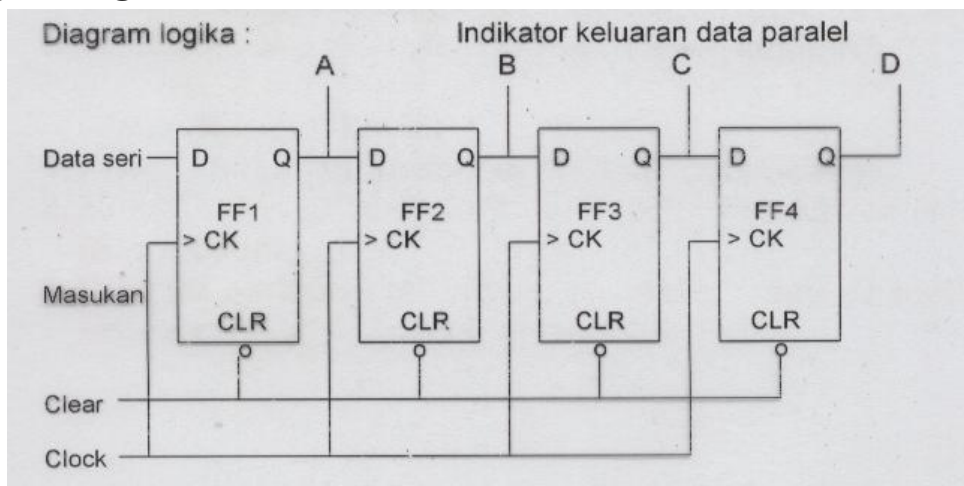 Diagram logika : Indikator keluaran data paralel
A B C D
Data seri D Q D Q D Q D Q
FF1 FF2 FF3 FF4
> CK > CK > CK > CK
Masukan
CLR CLR CLR CLR
Clear
Clock